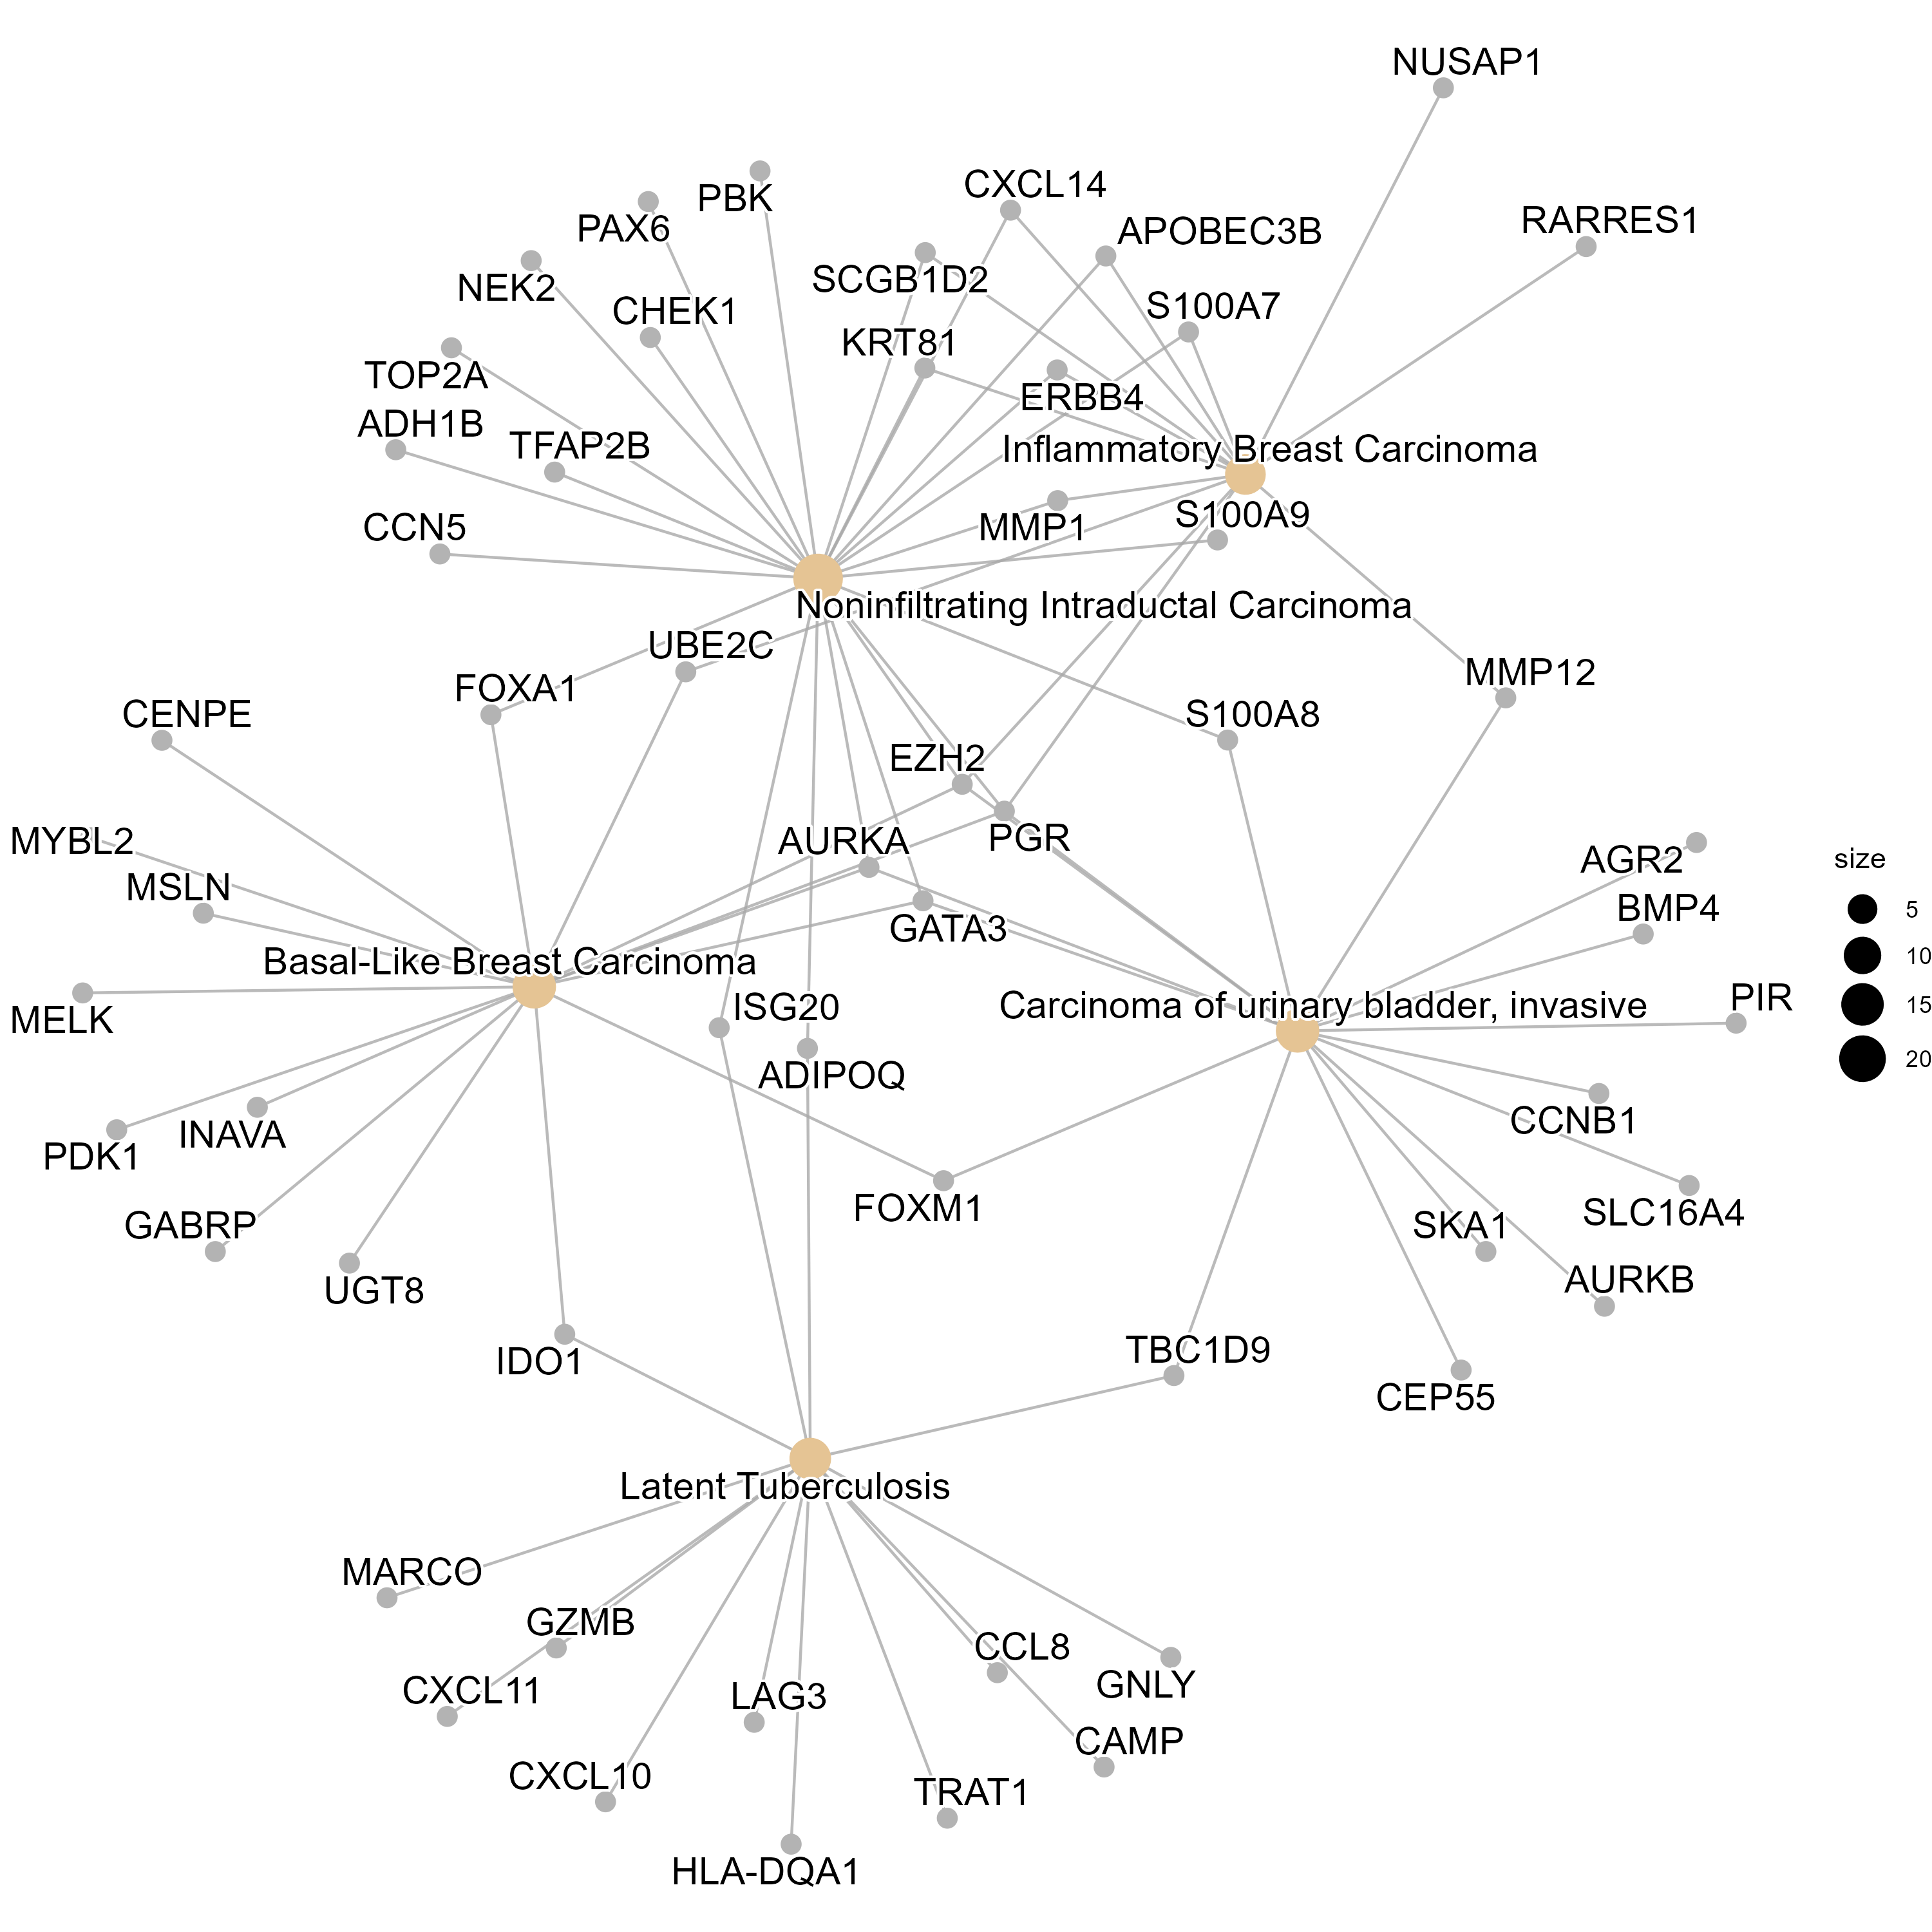 NUSAP1
PBK
CXCL14
PAX6
APOBEC3B
RARRES1
SCGB1D2
NEK2
CHEK1
S100A7
KRT81
TOP2A
ERBB4
ADH1B
TFAP2B
Inflammatory Breast Carcinoma
CCN5
MMP1
S100A9
Noninfiltrating Intraductal Carcinoma
UBE2C
FOXA1
MMP12
CENPE
S100A8
EZH2
MYBL2
AURKA
PGR
AGR2
size
MSLN
BMP4
5
GATA3
10
Basal-Like Breast Carcinoma
ISG20
Carcinoma of urinary bladder, invasive
PIR
15
MELK
ADIPOQ
20
INAVA
CCNB1
PDK1
FOXM1
SLC16A4
GABRP
SKA1
UGT8
AURKB
IDO1
TBC1D9
CEP55
Latent Tuberculosis
MARCO
GZMB
CCL8
GNLY
CXCL11
LAG3
CAMP
CXCL10
TRAT1
HLA-DQA1